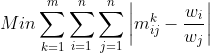 Min \sum_{k=1}^{m} \sum_{i=1}^{n} \sum_{j=1}^{n} \left| m_{ij}^{k} - \frac{w_i}{w_j} \right|